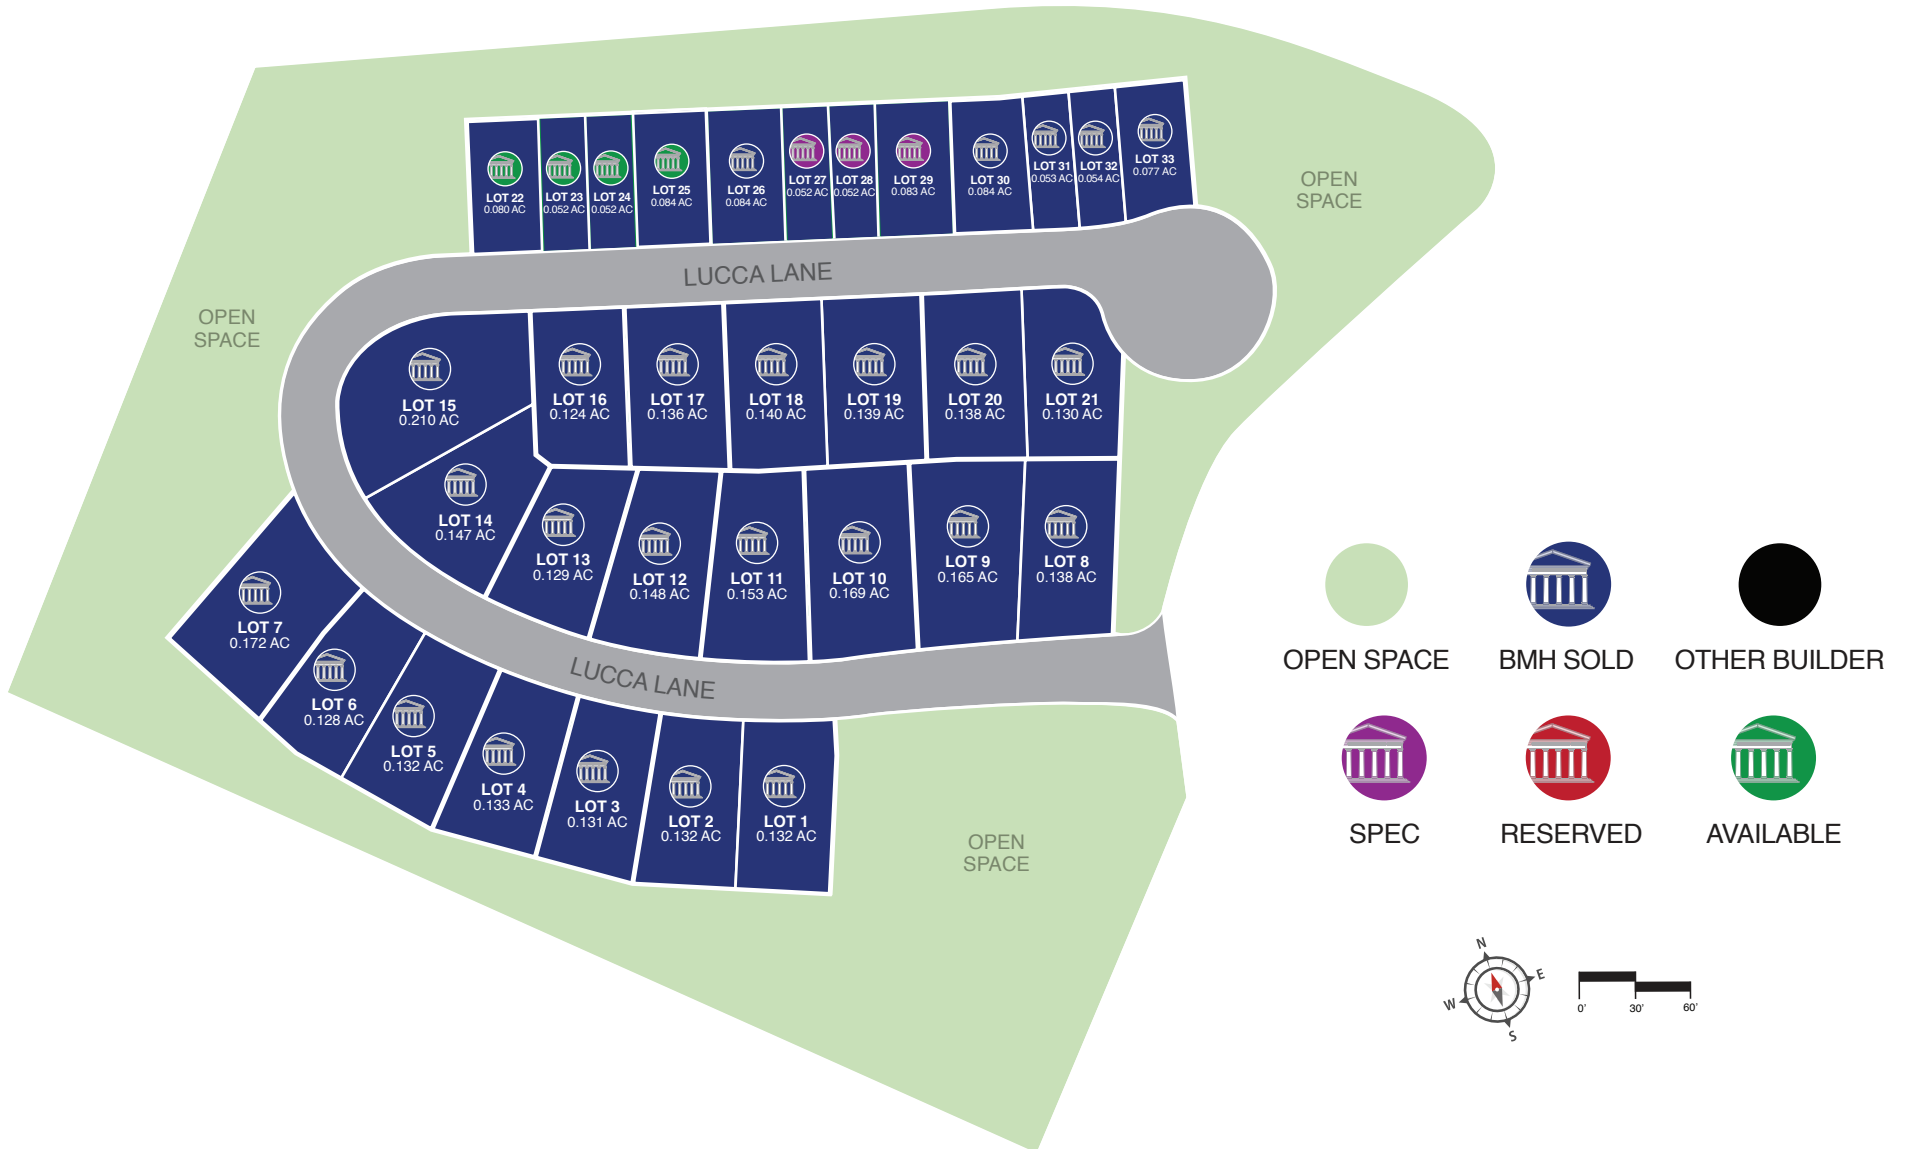 LOT 22
0.080 AC
LOT 23
0.052 AC
LOT 24
0.052 AC
LOT 25
0.084 AC
LOT 26
0.084 AC
LOT 27
0.052 AC
LOT 28
0.052 AC
LOT 29
0.083 AC
LOT 30
0.084 AC
LOT 31
0.053 AC
LOT 32
0.054 AC
LOT 33
0.077 AC
OPEN
SPACE
LUCCA LANE
OPEN
SPACE
LOT 15
0.210 AC
LOT 16
0.124 AC
LOT 17
0.136 AC
LOT 18
0.140 AC
LOT 19
0.139 AC
LOT 20
0.138 AC
LOT 21
0.130 AC
LOT 14
0.147 AC
LOT 13
0.129 AC
LOT 12
0.148 AC
LOT 11
0.153 AC
LOT 10
0.169 AC
LOT 9
0.165 AC
LOT 8
0.138 AC
LUCCA LANE
LOT 7
0.172 AC
LOT 6
0.128 AC
LOT 5
0.132 AC
LOT 4
0.133 AC
LOT 3
0.131 AC
LOT 2
0.132 AC
LOT 1
0.132 AC
OPEN
SPACE
OPEN SPACE
BMH SOLD
OTHER BUILDER
SPEC
RESERVED
AVAILABLE
N
E
W
S
0'
30'
60'